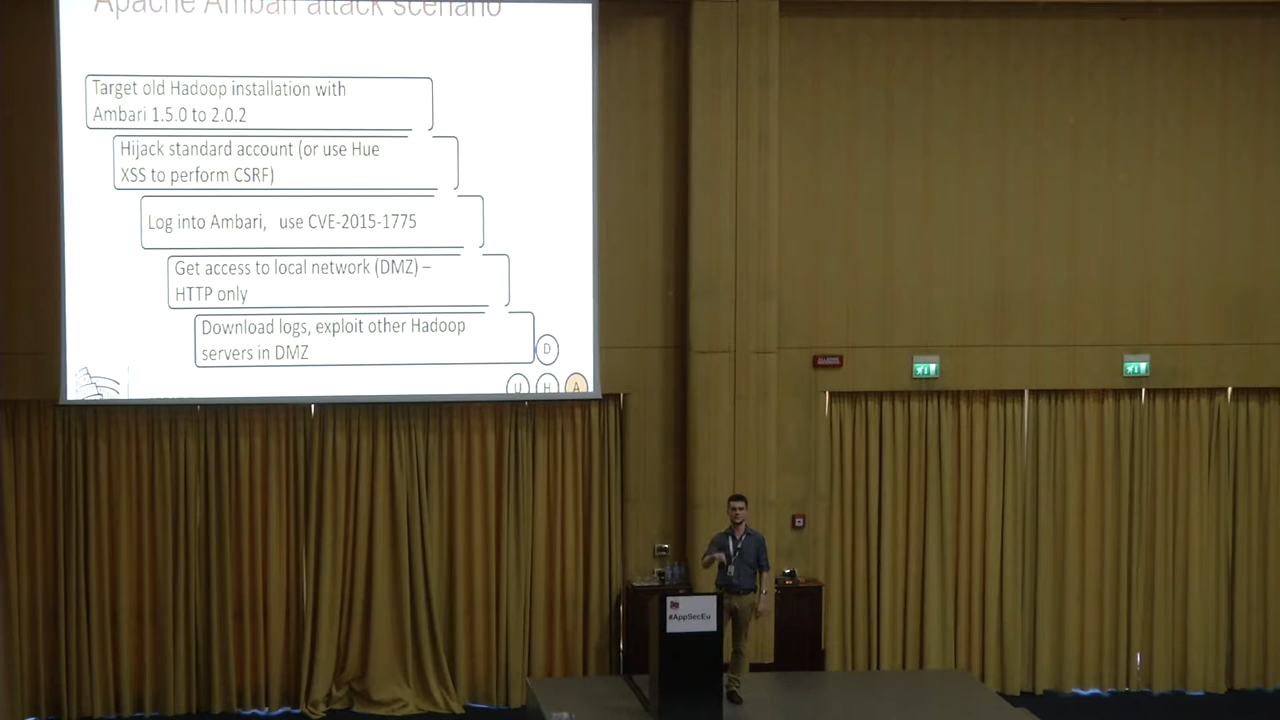 Apache Ambari attack scenario
Target old Hadoop installation with
Ambari 1.5.0 to 2.0.2
Hijack standard account (or use Hue
XSS to perform CSRF)
Log into Ambari, use CVE-2015-1775
Get access to local network (DMZ) –
HTTP only
Download logs, exploit other Hadoop
servers in DMZ
D
U H A
#AppSecEu